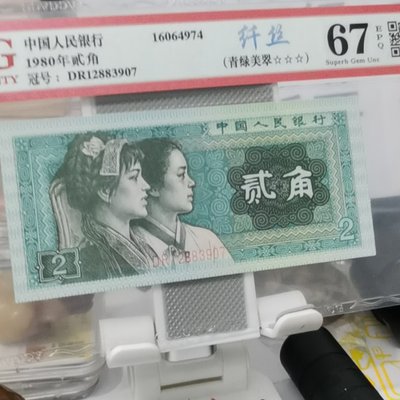 G
ITY
中国人民银行
1980年贰角
冠号: DR12883907
16064974
纤丝
(青绿美翠☆☆☆)
67
EPQ
Superb Gem Unc
中国人民银行
贰角
DR12883907
2
2